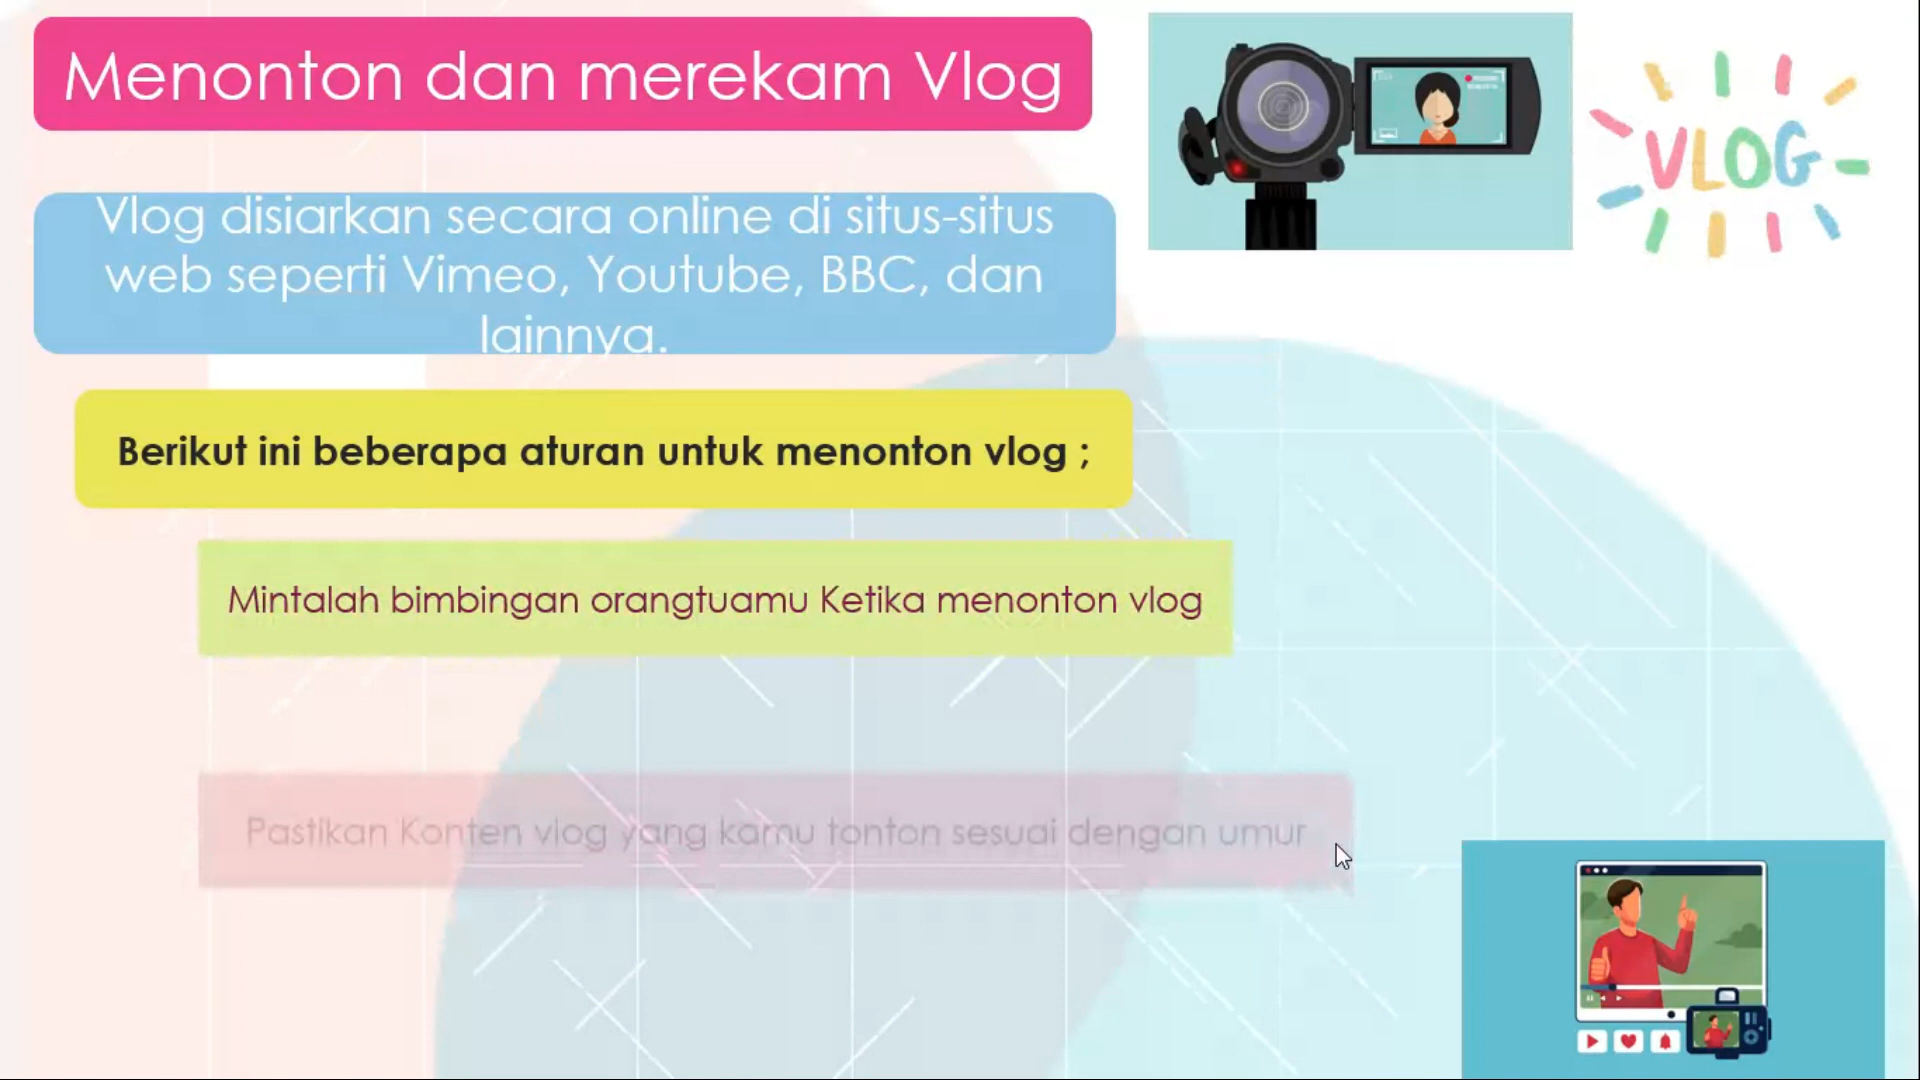 Menonton dan merekam Vlog
VLOG
Vlog disiarkan secara online di situs-situs
web seperti Vimeo, Youtube, BBC, dan
lainnya.
Berikut ini beberapa aturan untuk menonton vlog ;
Mintalah bimbingan orangtuamu Ketika menonton vlog
Pastikan Konten vlog yang kamu tonton sesuai dengan umur